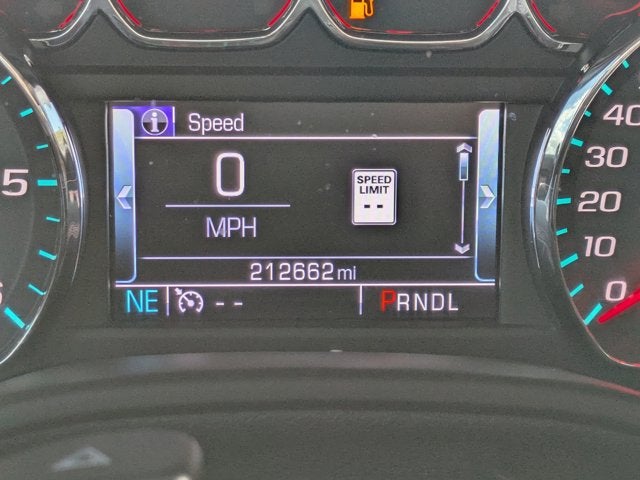 Speed
0
MPH
SPEED
LIMIT
--
212662 mi
NE
--
PRNDL
5
40
30
20
10
0